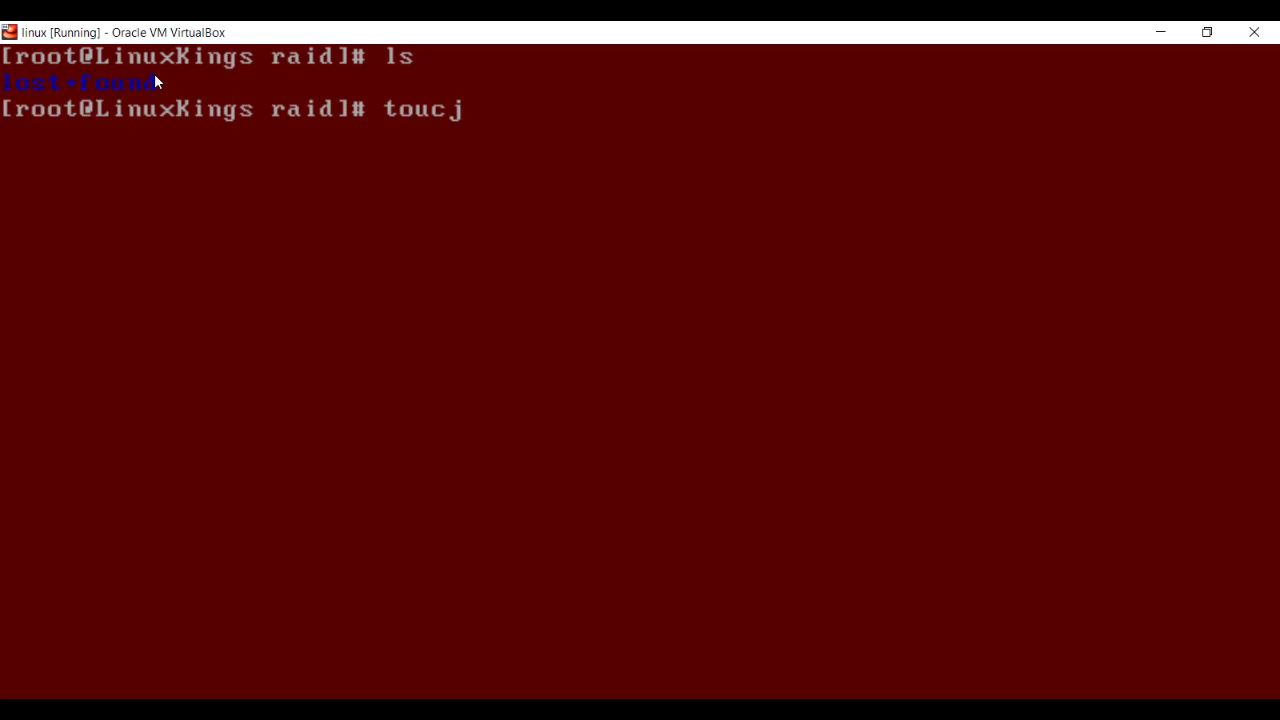 linux [Running] - Oracle VM VirtualBox
[root@LinuxKings raid]# ls
lost+found
[root@LinuxKings raid]# toucj